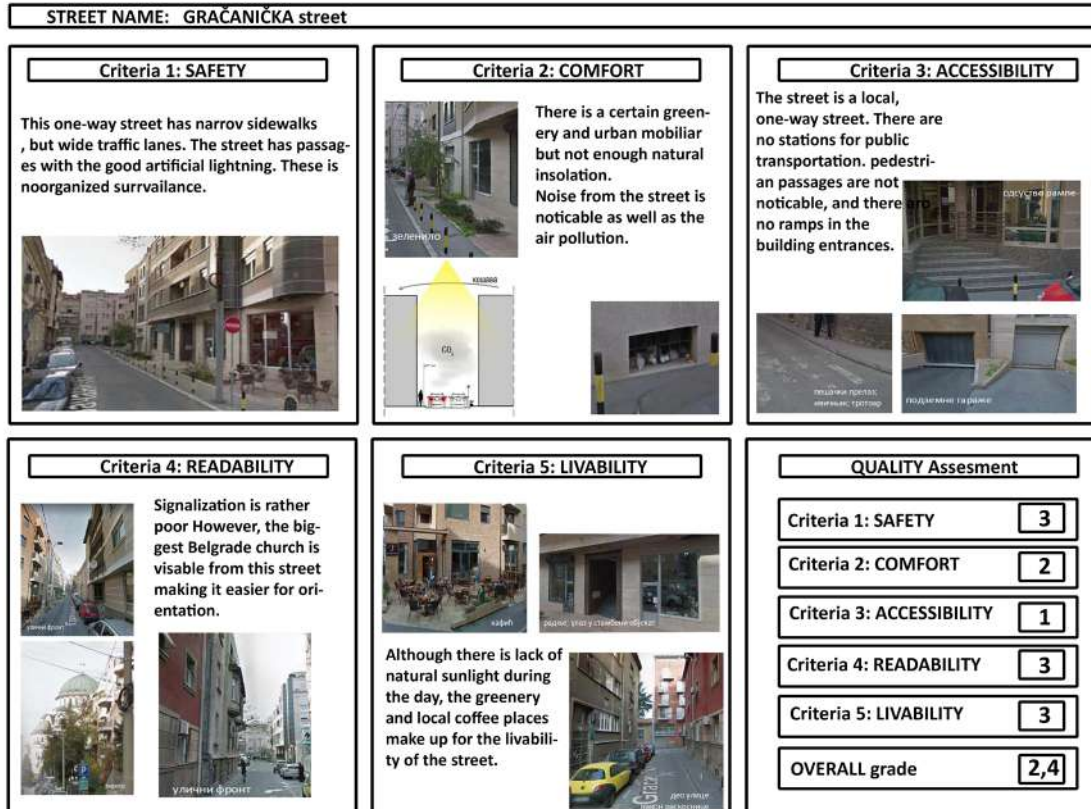 STREET NAME: GRAČANIČKA street
Criteria 1: SAFETY
This one-way street has narrov sidewalks
, but wide traffic lanes. The street has passag-
es with the good artificial lightning. These is
noorganized surrvailance.
Criteria 2: COMFORT
There is a certain green-
ery and urban mobiliar
but not enough natural
insolation.
Noise from the street is
noticable as well as the
air pollution.
зеленило
кошава
CO₂
Criteria 3: ACCESSIBILITY
The street is a local,
one-way street. There are
no stations for public
transportation. pedestri-
an passages are not
noticable, and there are
no ramps in the
building entrances.
одсуство рампе
пешачки прелаз;
ивичњак; тротоар
подземне гараже
Criteria 4: READABILITY
Signalization is rather
poor However, the big-
gest Belgrade church is
visable from this street
making it easier for ori-
entation.
улични фронт
улични фронт
Criteria 5: LIVABILITY
кафић
Although there is lack of
natural sunlight during
the day, the greenery
and local coffee places
make up for the livabili-
ty of the street.
Grača
део улице
QUALITY Assesment
Criteria 1: SAFETY 3
Criteria 2: COMFORT 2
Criteria 3: ACCESSIBILITY 1
Criteria 4: READABILITY 3
Criteria 5: LIVABILITY 3
OVERALL grade 2,4